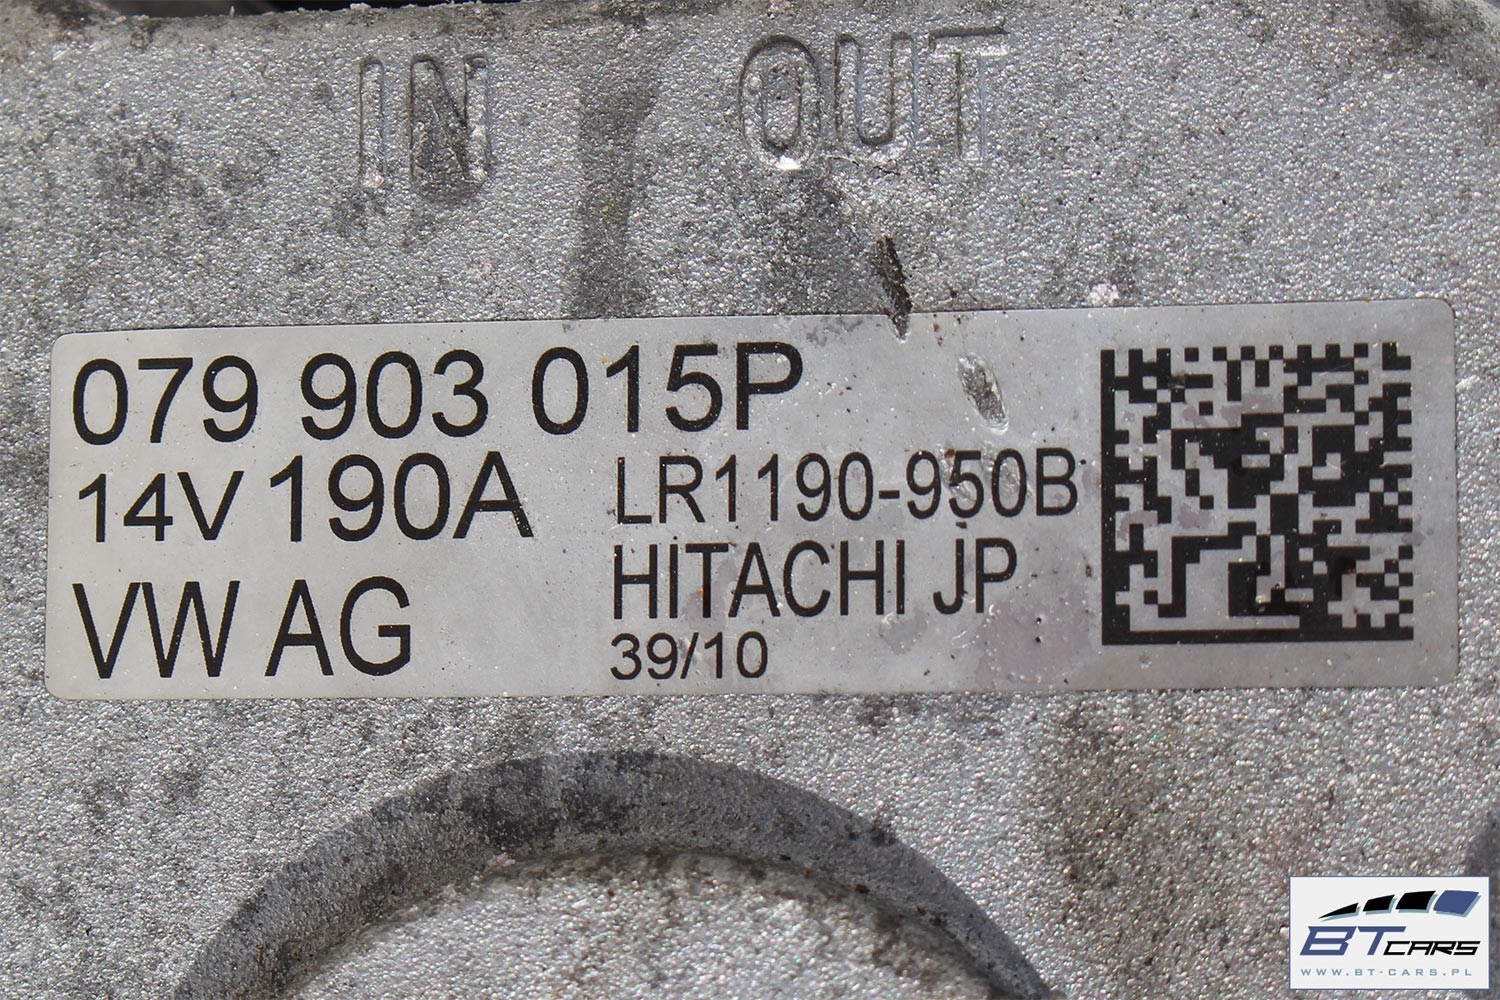 IN OUT
079 903 015P
14V 190A LR1190-950B
VW AG HITACHI JP
39/10
BT CARS
WWW.BT-CARS.PL